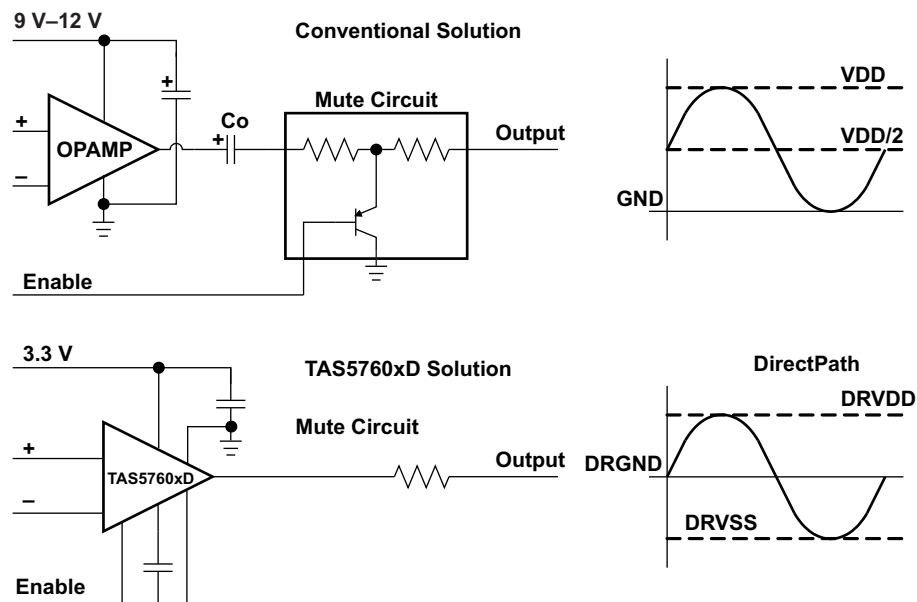 9 V–12 V
Conventional Solution
Mute Circuit
+
Co
+
+
–
OPAMP
Output
Enable
VDD
VDD/2
GND
3.3 V
TAS5760xD Solution
Mute Circuit
+
–
TAS5760xD
Output
Enable
DirectPath
DRVDD
DRGND
DRVSS